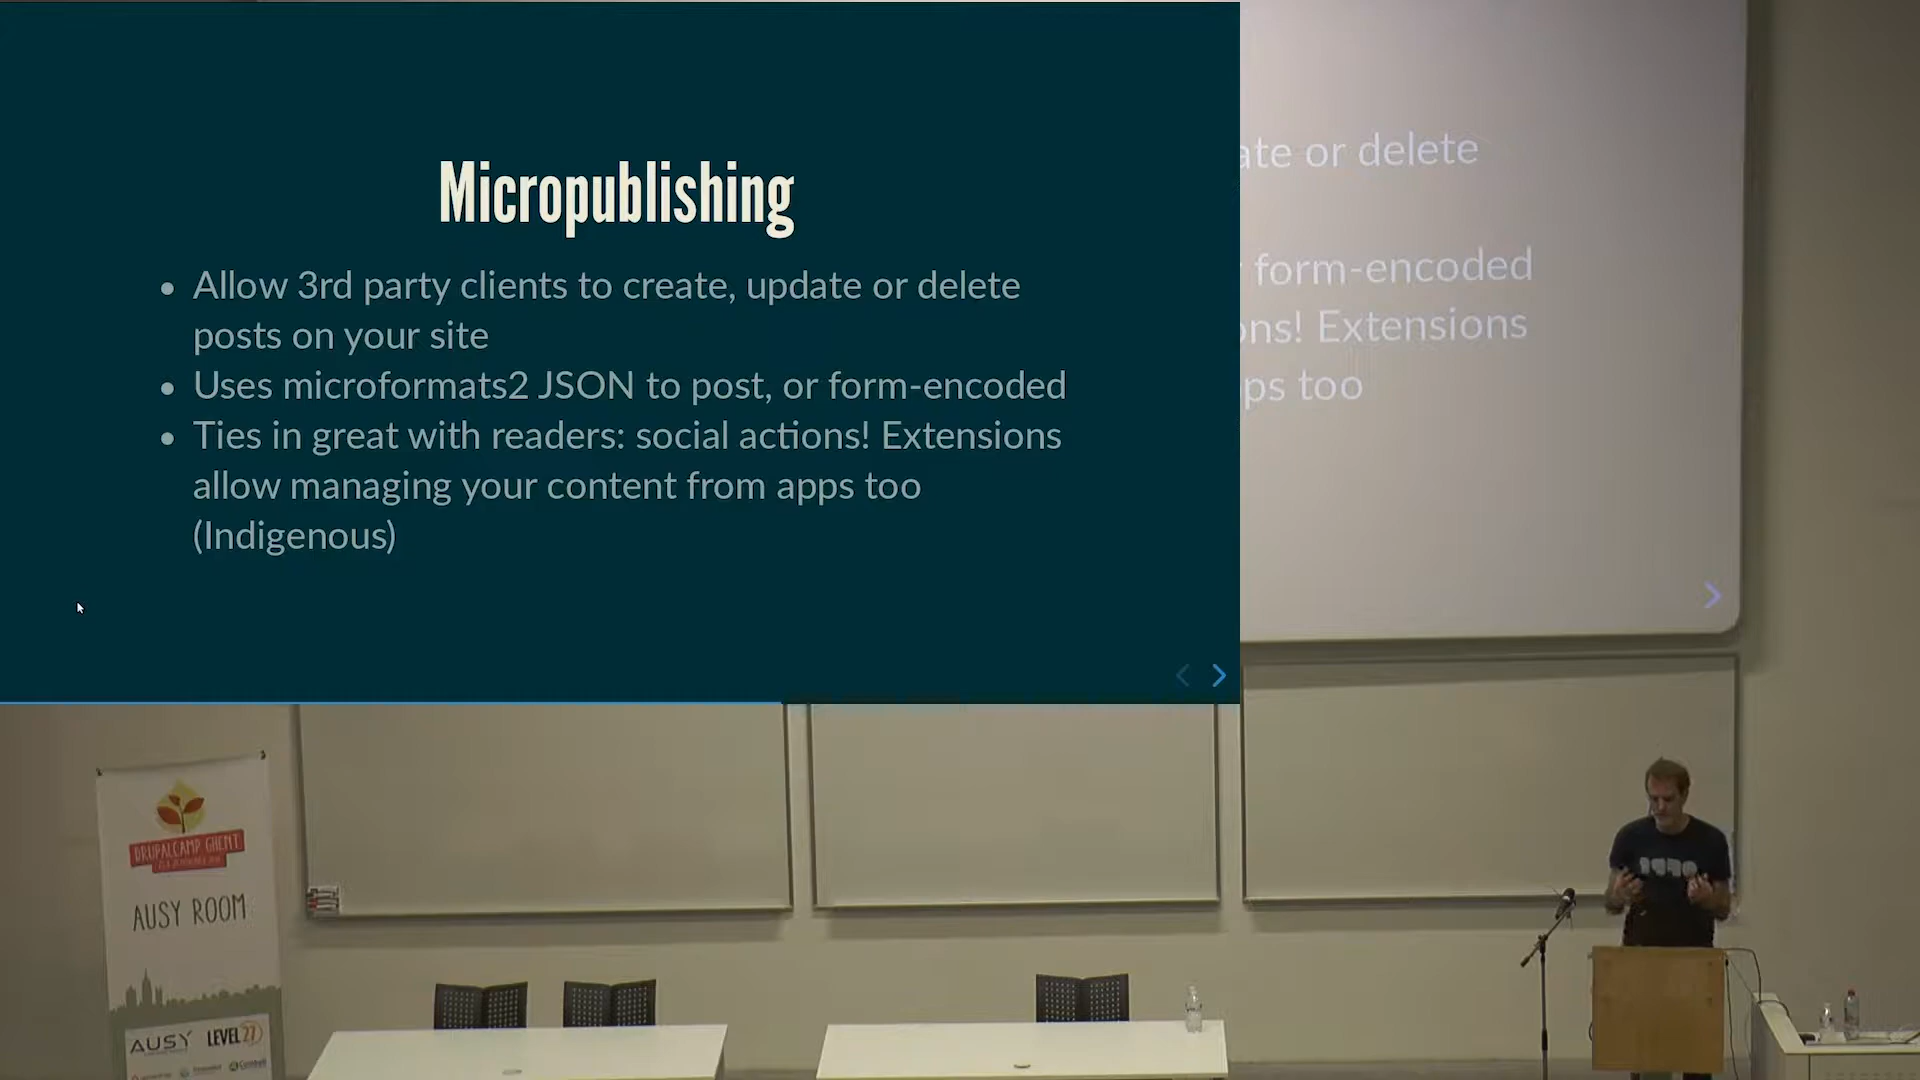 Micropublishing
Allow 3rd party clients to create, update or delete
posts on your site
Uses microformats2 JSON to post, or form-encoded
Ties in great with readers: social actions! Extensions
allow managing your content from apps too
(Indigenous)
ate or delete
form-encoded
ons! Extensions
ps too
DRUPALCAMP GHENT
AUSY ROOM
AUSY
LEVEL27
Combell